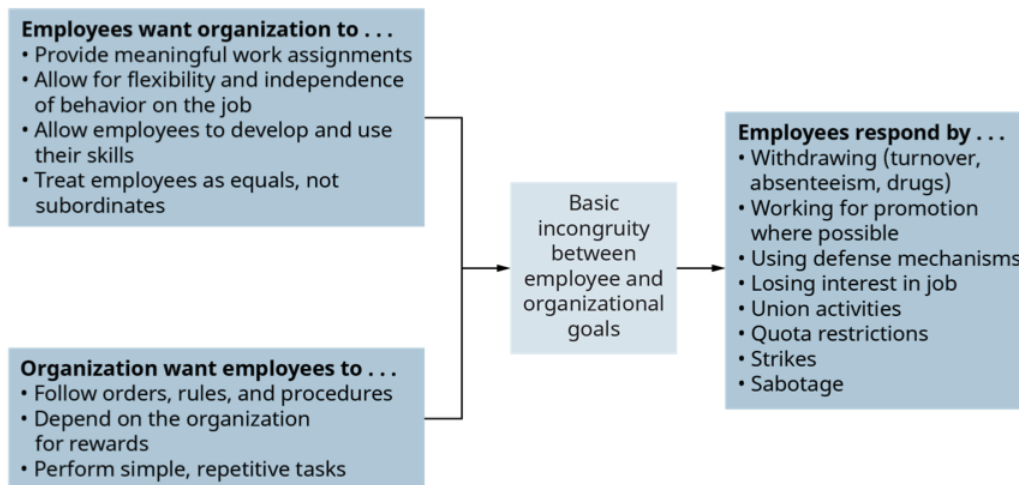 Employees want organization to . . .
• Provide meaningful work assignments
• Allow for flexibility and independence
of behavior on the job
• Allow employees to develop and use
their skills
• Treat employees as equals, not
subordinates
Organization want employees to . . .
• Follow orders, rules, and procedures
• Depend on the organization
for rewards
• Perform simple, repetitive tasks
Basic
incongruity
between
employee and
organizational
goals
Employees respond by . . .
• Withdrawing (turnover,
absenteeism, drugs)
• Working for promotion
where possible
• Using defense mechanisms
• Losing interest in job
• Union activities
• Quota restrictions
• Strikes
• Sabotage